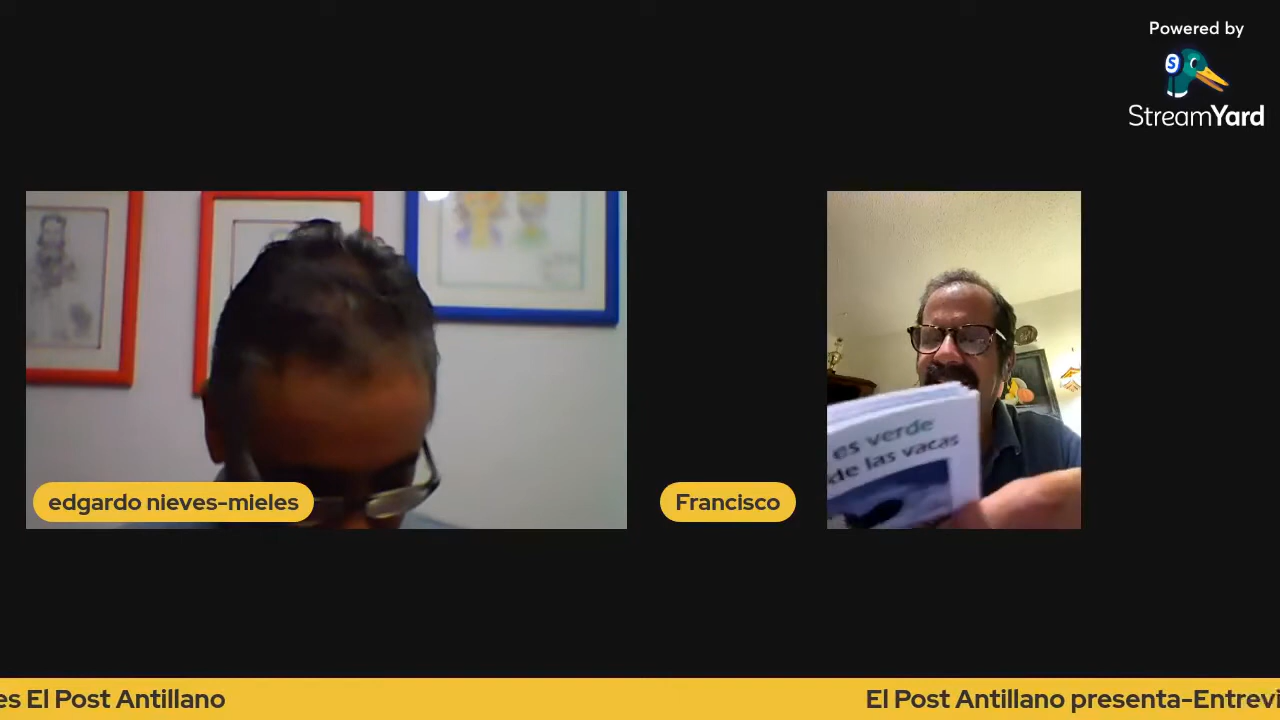 Powered by
S
StreamYard
es verde
de las vacas
edgardo nieves-mieles
Francisco
es El Post Antillano
El Post Antillano presenta-Entrevi